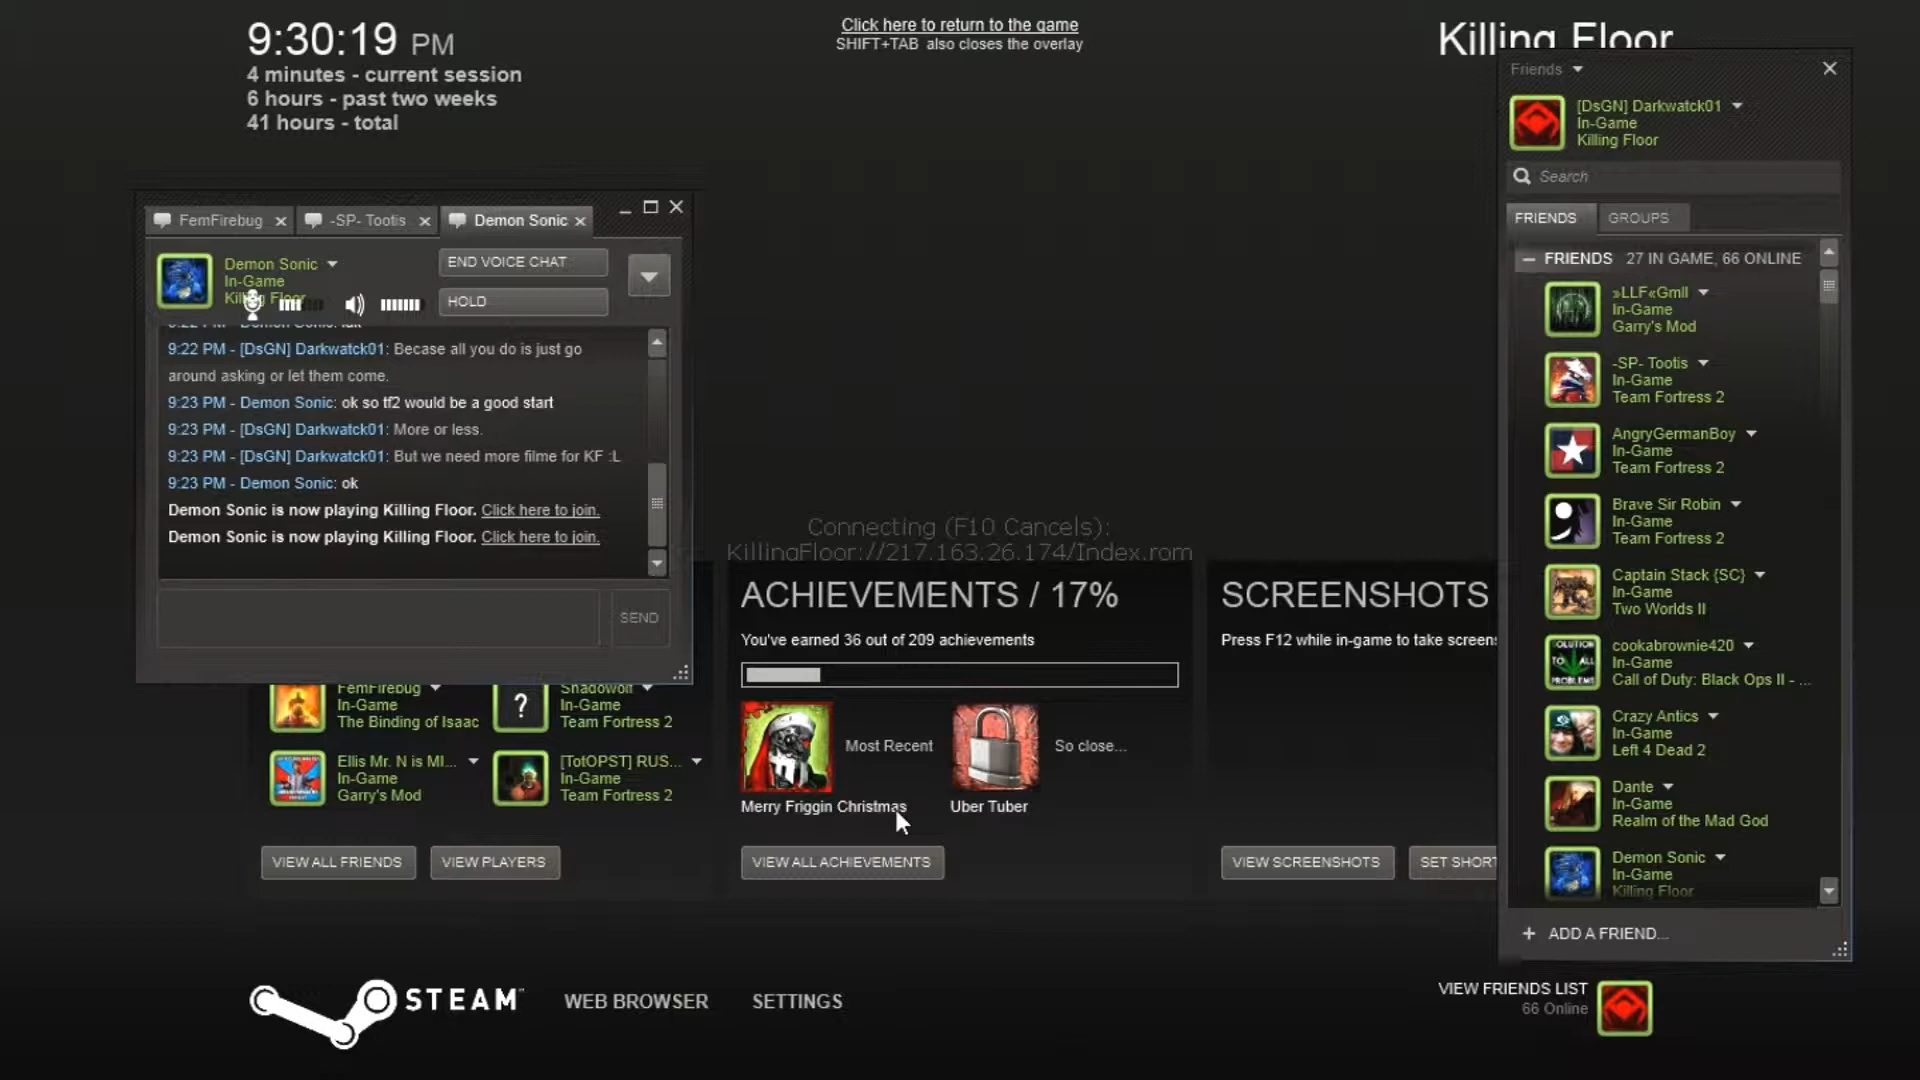 9:30:19 PM
4 minutes - current session
6 hours - past two weeks
41 hours - total
Click here to return to the game
SHIFT+TAB also closes the overlay
Killing Floor
FemFirebug
-SP- Tootis
Demon Sonic
Demon Sonic
In-Game
Killing Floor
END VOICE CHAT
HOLD
9:22 PM - [DsGN] Darkwatck01: Becase all you do is just go
around asking or let them come.
9:23 PM - Demon Sonic: ok so tf2 would be a good start
9:23 PM - [DsGN] Darkwatck01: More or less.
9:23 PM - [DsGN] Darkwatck01: But we need more filme for KF :L
9:23 PM - Demon Sonic: ok
Demon Sonic is now playing Killing Floor. Click here to join.
Demon Sonic is now playing Killing Floor. Click here to join.
SEND
FemFirebug
In-Game
The Binding of Isaac
Shadowolf
In-Game
Team Fortress 2
Ellis Mr. N is MI...
In-Game
Garry's Mod
[TotOPST] RUS...
In-Game
Team Fortress 2
VIEW ALL FRIENDS
VIEW PLAYERS
Connecting (F10 Cancels):
KillingFloor://217.163.26.174/Index.rom
ACHIEVEMENTS / 17%
You've earned 36 out of 209 achievements
Most Recent
So close...
Merry Friggin Christmas
Uber Tuber
VIEW ALL ACHIEVEMENTS
SCREENSHOTS
Press F12 while in-game to take screens
VIEW SCREENSHOTS
SET SHORT
Friends
[DsGN] Darkwatck01
In-Game
Killing Floor
Search
FRIENDS
GROUPS
FRIENDS 27 IN GAME, 66 ONLINE
»LLF«Gmll
In-Game
Garry's Mod
-SP- Tootis
In-Game
Team Fortress 2
AngryGermanBoy
In-Game
Team Fortress 2
Brave Sir Robin
In-Game
Team Fortress 2
Captain Stack {SC}
In-Game
Two Worlds II
cookabrownie420
In-Game
Call of Duty: Black Ops II - ...
Crazy Antics
In-Game
Left 4 Dead 2
Dante
In-Game
Realm of the Mad God
Demon Sonic
In-Game
Killing Floor
+ ADD A FRIEND...
STEAM
WEB BROWSER
SETTINGS
VIEW FRIENDS LIST
66 Online